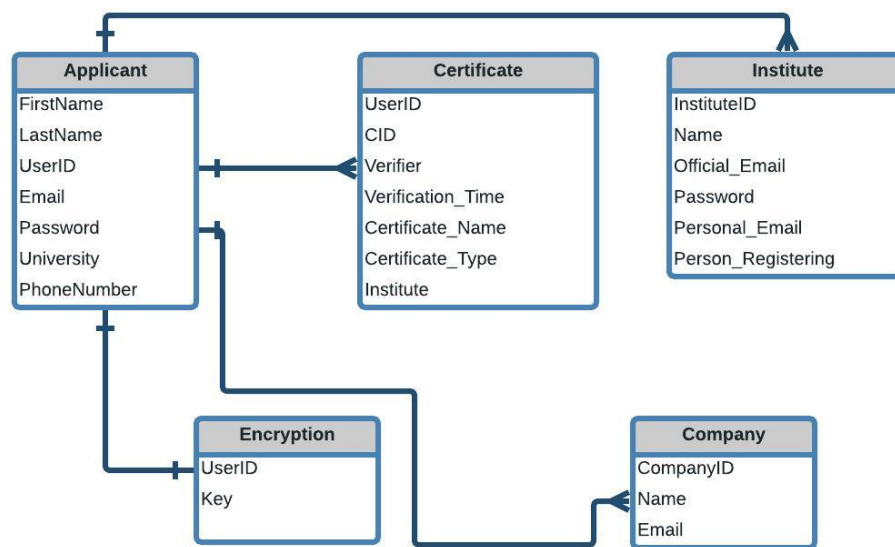 Applicant
FirstName
LastName
UserID
Email
Password
University
PhoneNumber
Certificate
UserID
CID
Verifier
Verification_Time
Certificate_Name
Certificate_Type
Institute
Institute
InstituteID
Name
Official_Email
Password
Personal_Email
Person_Registering
Encryption
UserID
Key
Company
CompanyID
Name
Email